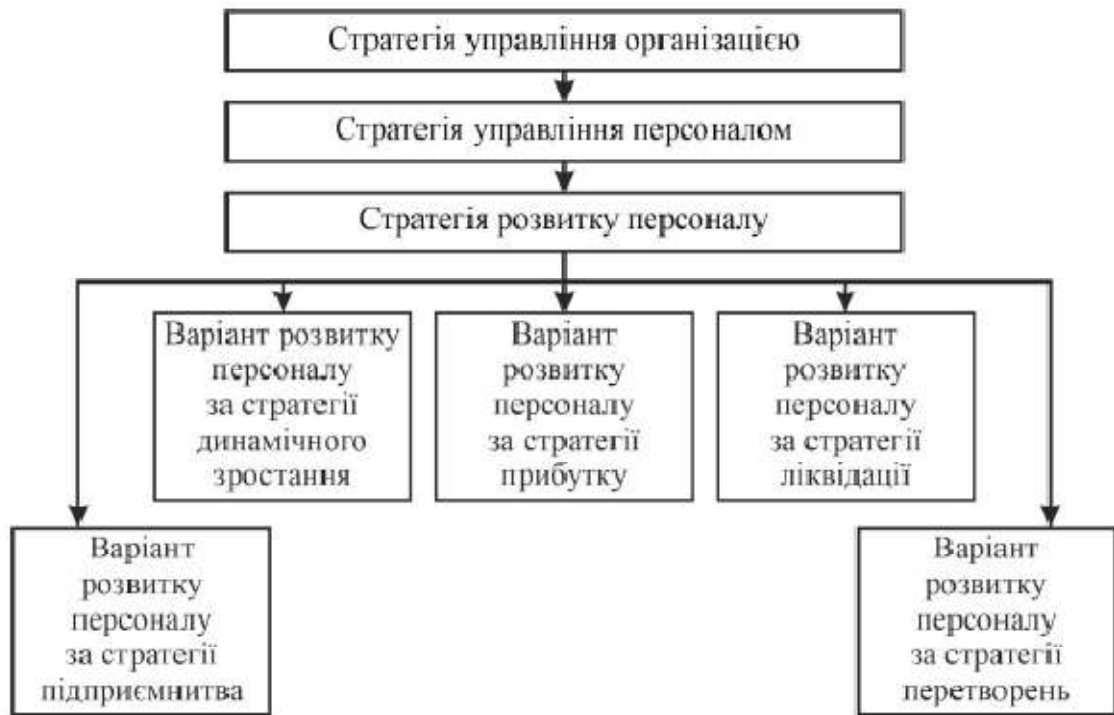 Стратегія управління організацією
Стратегія управління персоналом
Стратегія розвитку персоналу
Варіант розвитку
персоналу
за стратегії
динамічного
зростання
Варіант
розвитку
персоналу
за стратегії
прибутку
Варіант
розвитку
персоналу
за стратегії
ліквідації
Варіант
розвитку
персоналу
за стратегії
підприємнитва
Варіант
розвитку
персоналу
за стратегії
перетворень